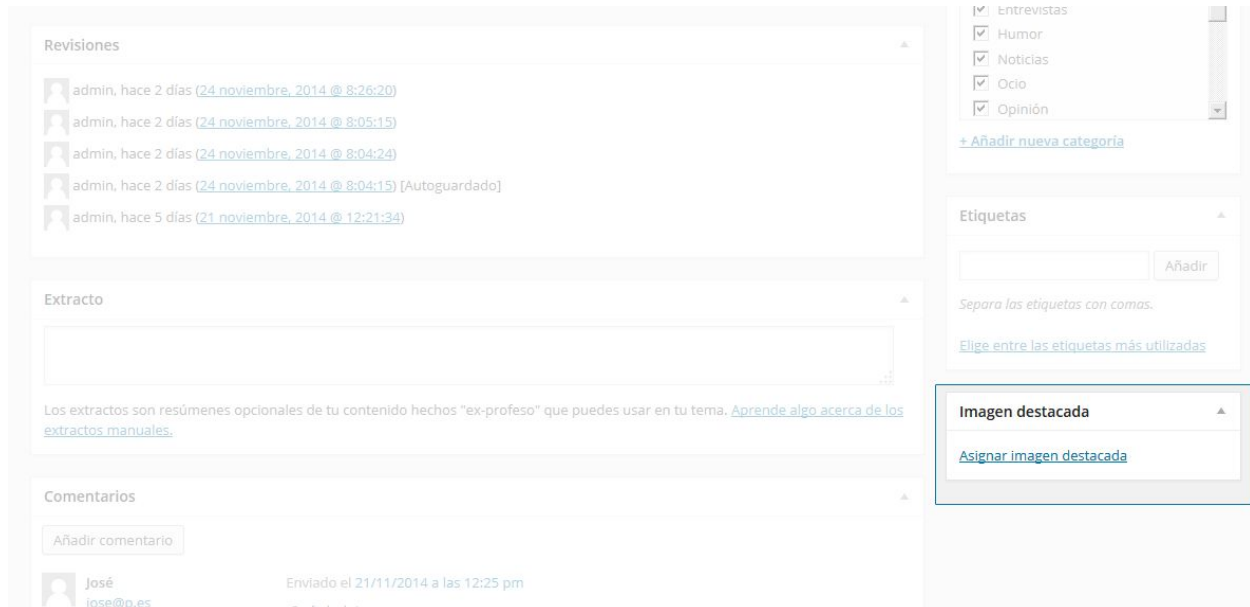 Revisiones
admin, hace 2 días (24 noviembre, 2014 @ 8:26:20)
admin, hace 2 días (24 noviembre, 2014 @ 8:05:15)
admin, hace 2 días (24 noviembre, 2014 @ 8:04:24)
admin, hace 2 días (24 noviembre, 2014 @ 8:04:15) [Autoguardado]
admin, hace 5 días (21 noviembre, 2014 @ 12:21:34)
Extracto
Los extractos son resúmenes opcionales de tu contenido hechos "ex-profeso" que puedes usar en tu tema. Aprende algo acerca de los
extractos manuales.
Comentarios
Añadir comentario
José
jose@p.es
Enviado el 21/11/2014 a las 12:25 pm
Entrevistas
Humor
Noticias
Ocio
Opinión
+ Añadir nueva categoría
Etiquetas
Añadir
Separa las etiquetas con comas.
Elige entre las etiquetas más utilizadas
Imagen destacada
Asignar imagen destacada